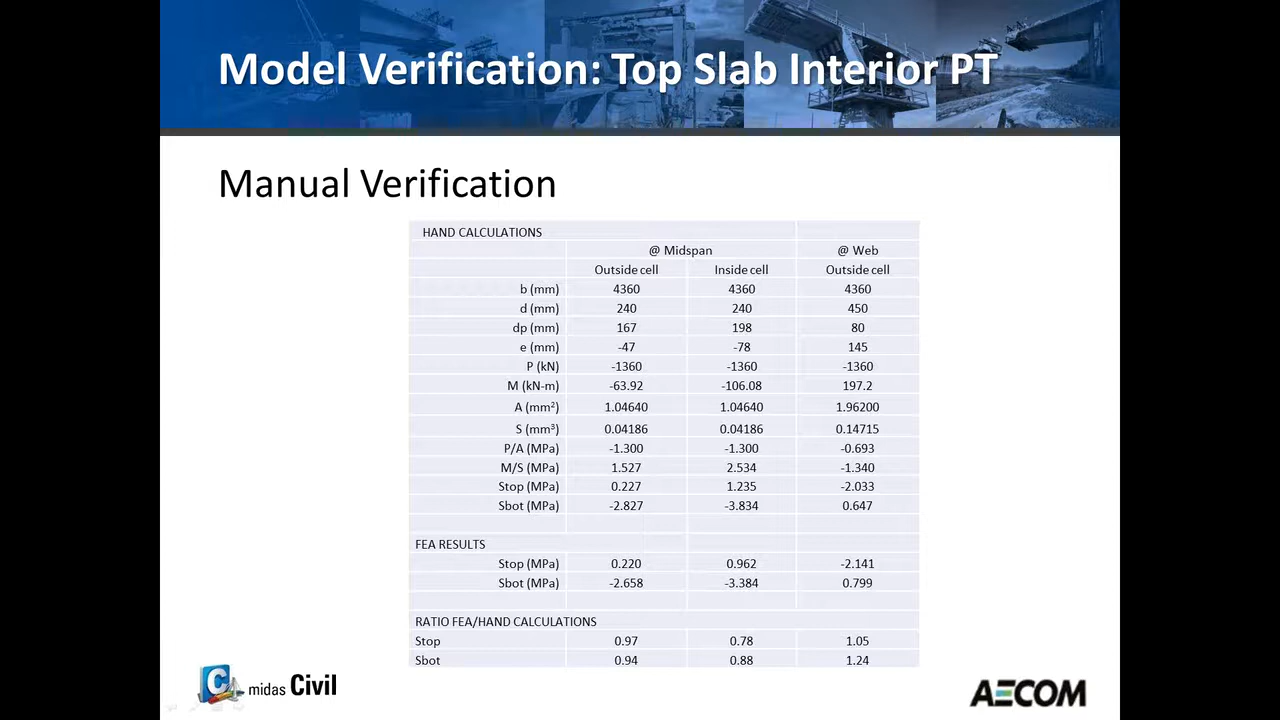 Model Verification: Top Slab Interior PT
Manual Verification
HAND CALCULATIONS
@ Midspan @ Web
Outside cell Inside cell Outside cell
b (mm) 4360 4360 4360
d (mm) 240 240 450
dp (mm) 167 198 80
e (mm) -47 -78 145
P (kN) -1360 -1360 -1360
M (kN-m) -63.92 -106.08 197.2
A (mm²) 1.04640 1.04640 1.96200
S (mm³) 0.04186 0.04186 0.14715
P/A (MPa) -1.300 -1.300 -0.693
M/S (MPa) 1.527 2.534 -1.340
Stop (MPa) 0.227 1.235 -2.033
Sbot (MPa) -2.827 -3.834 0.647
FEA RESULTS
Stop (MPa) 0.220 0.962 -2.141
Sbot (MPa) -2.658 -3.384 0.799
RATIO FEA/HAND CALCULATIONS
Stop 0.97 0.78 1.05
Sbot 0.94 0.88 1.24
C midas Civil
AECOM